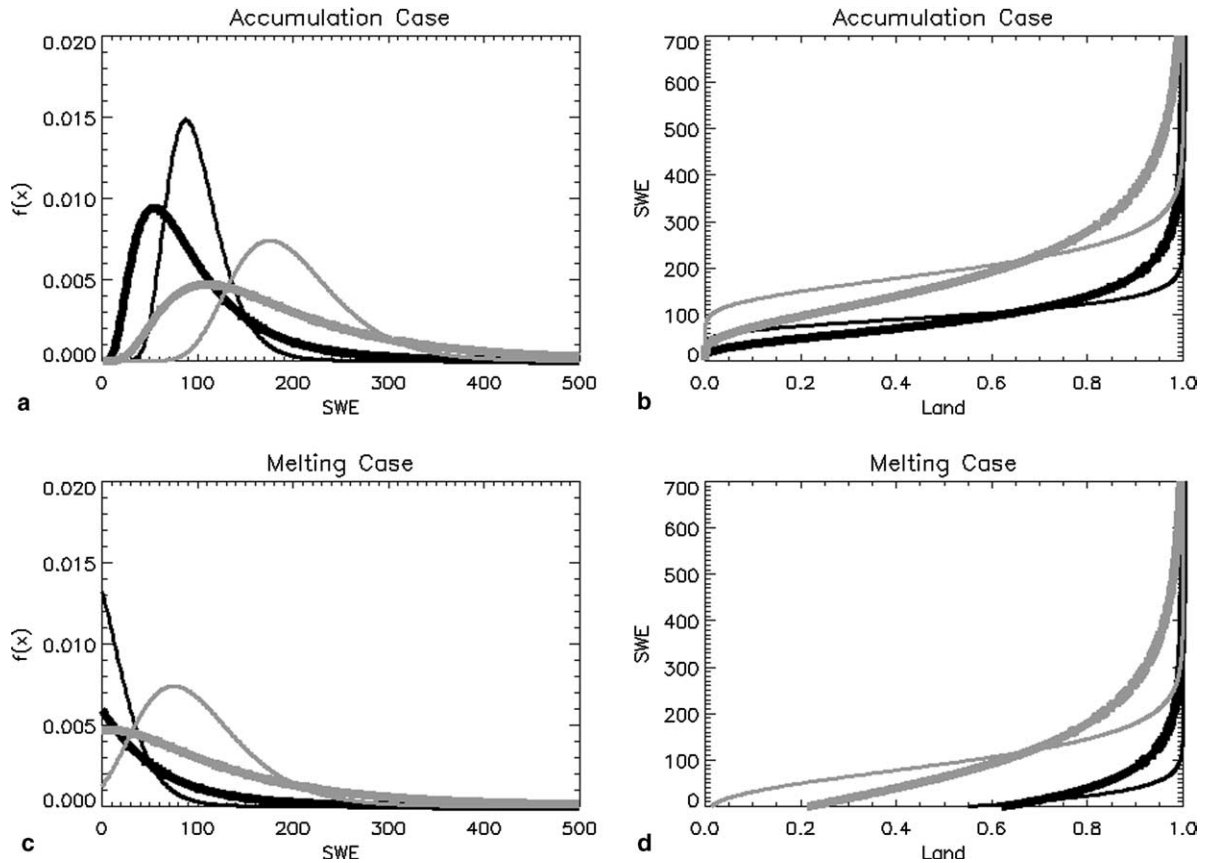 Accumulation Case
0.020
0.015
0.010
0.005
0.000
f(x)
0 100 200 300 400 500
SWE
a
Accumulation Case
700
600
500
400
300
200
100
0
SWE
0.0 0.2 0.4 0.6 0.8 1.0
Land
b
Melting Case
0.020
0.015
0.010
0.005
0.000
f(x)
0 100 200 300 400 500
SWE
c
Melting Case
700
600
500
400
300
200
100
0
SWE
0.0 0.2 0.4 0.6 0.8 1.0
Land
d